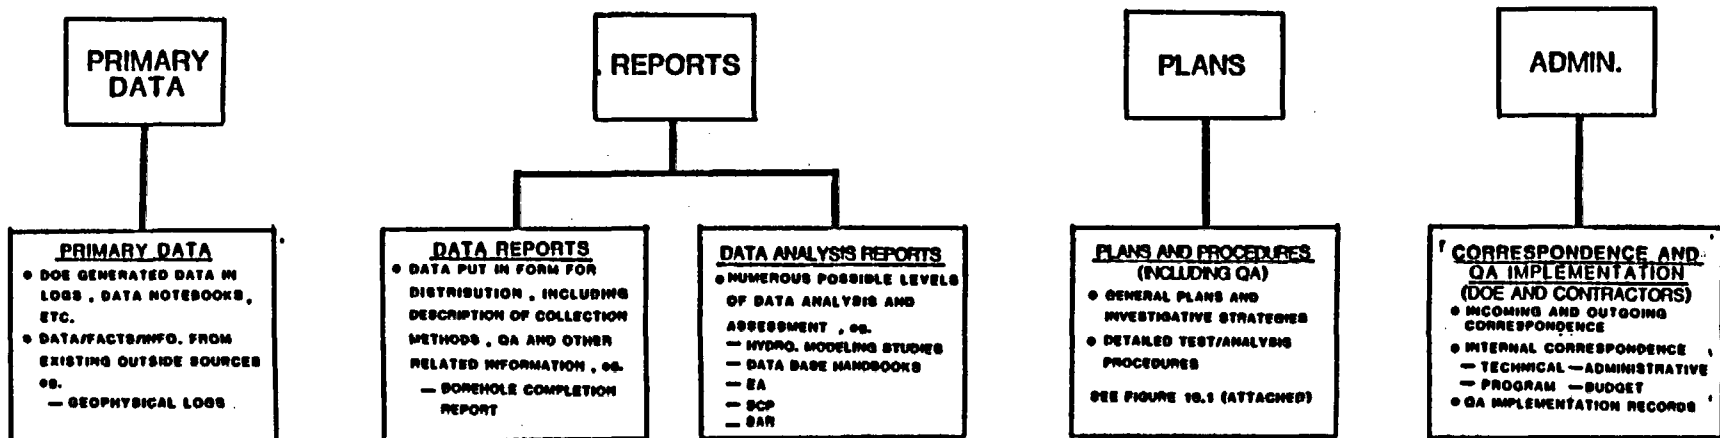 PRIMARY
DATA
REPORTS
PLANS
ADMIN.
PRIMARY DATA
• DOE GENERATED DATA IN
LOGS, DATA NOTEBOOKS,
ETC.
• DATA/FACTS/INFO. FROM
EXISTING OUTSIDE SOURCES
eg.
— GEOPHYSICAL LOGS
DATA REPORTS
• DATA PUT IN FORM FOR
DISTRIBUTION, INCLUDING
DESCRIPTION OF COLLECTION
METHODS, QA AND OTHER
RELATED INFORMATION, eg.
— BOREHOLE COMPLETION
REPORT
DATA ANALYSIS REPORTS
• NUMEROUS POSSIBLE LEVELS
OF DATA ANALYSIS AND
ASSESSMENT, eg.
— HYDRO. MODELING STUDIES
— DATA BASE HANDBOOKS
— EA
— SCP
— SAR
PLANS AND PROCEDURES
(INCLUDING QA)
• GENERAL PLANS AND
INVESTIGATIVE STRATEGIES
• DETAILED TEST/ANALYSIS
PROCEDURES
SEE FIGURE 16.1 (ATTACHED)
CORRESPONDENCE AND
QA IMPLEMENTATION
(DOE AND CONTRACTORS)
• INCOMING AND OUTGOING
CORRESPONDENCE
• INTERNAL CORRESPONDENCE
— TECHNICAL — ADMINISTRATIVE
— PROGRAM — BUDGET
• QA IMPLEMENTATION RECORDS